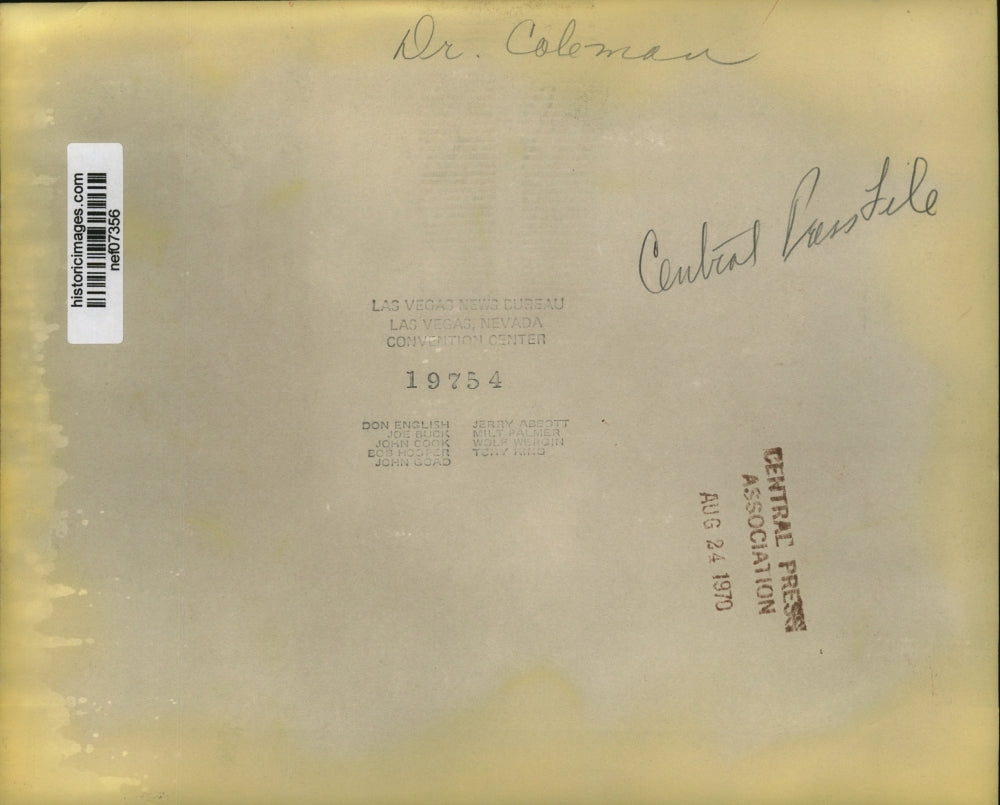 Dr. Coleman
Central Press File
historicimages.com
nef07356
LAS VEGAS NEWS BUREAU
LAS VEGAS, NEVADA
CONVENTION CENTER
19754
DON ENGLISH JERRY ABBOTT
JOE BUCK MILT PALMER
JOHN COOK WOLF WERGIN
BOB HOOPER TONY KING
JOHN GOAD
CENTRAL PRESS
ASSOCIATION
AUG 24 1970